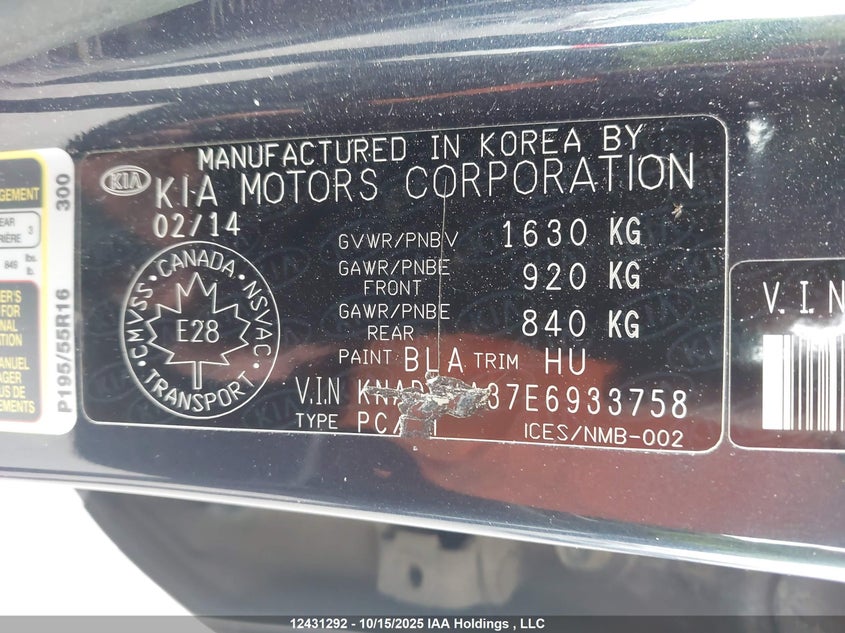 MANUFACTURED IN KOREA BY
KIA KIA MOTORS CORPORATION
02/14
GVWR/PNBV 1630 KG
GAWR/PNBE FRONT 920 KG
GAWR/PNBE REAR 840 KG
CMVSS · CANADA · NSVAC
E28
TRANSPORT
PAINT BLA TRIM HU
V.I.N
37E6933758
TYPE
ICES/NMB-002
P195/55R16 300
3
V.I.N
12431292 - 10/15/2025 IAA Holdings , LLC